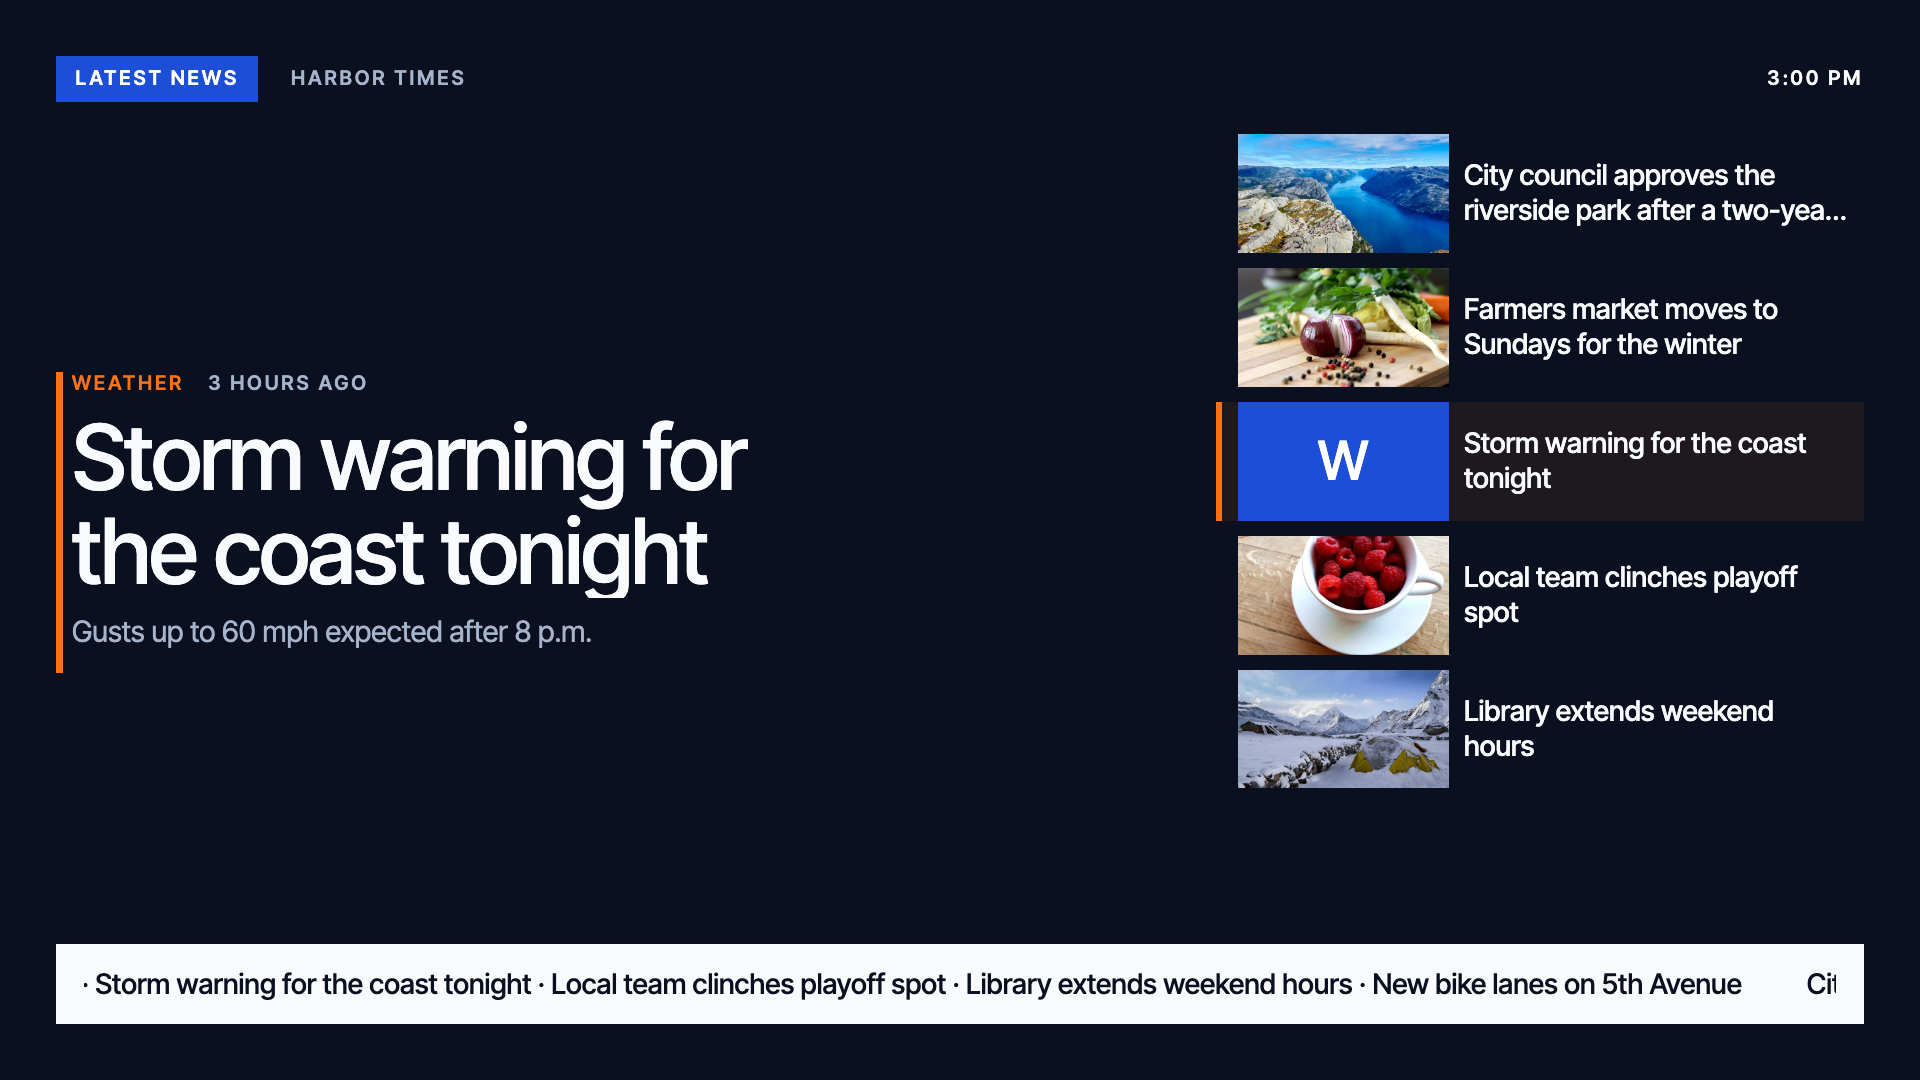 LATEST NEWS
HARBOR TIMES
3:00 PM
WEATHER 3 HOURS AGO
Storm warning for
the coast tonight
Gusts up to 60 mph expected after 8 p.m.
City council approves the
riverside park after a two-yea...
Farmers market moves to
Sundays for the winter
W
Storm warning for the coast
tonight
Local team clinches playoff
spot
Library extends weekend
hours
· Storm warning for the coast tonight · Local team clinches playoff spot · Library extends weekend hours · New bike lanes on 5th Avenue